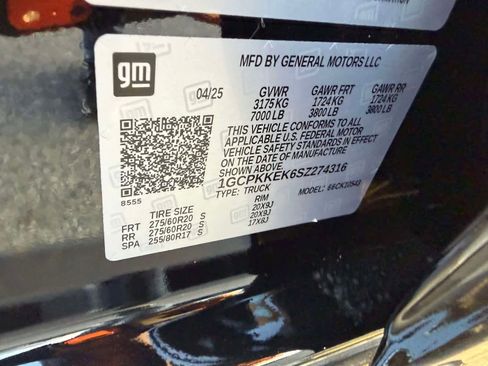 gm
MFD BY GENERAL MOTORS LLC
04/25 GVWR GAWR FRT GAWR RR
3175 KG 1724 KG 1724 KG
7000 LB 3800 LB 3800 LB
THIS VEHICLE CONFORMS TO ALL
APPLICABLE U.S. FEDERAL MOTOR
VEHICLE SAFETY STANDARDS IN EFFECT
ON THE DATE OF MANUFACTURE
SHOWN ABOVE.
1GCPKKEK6SZ274316
TYPE: TRUCK MODEL: 66CK10543
8555
TIRE SIZE RIM
FRT 275/60R20 S 20X9J
RR 275/60R20 S 20X9J
SPA 255/80R17 S 17X8J